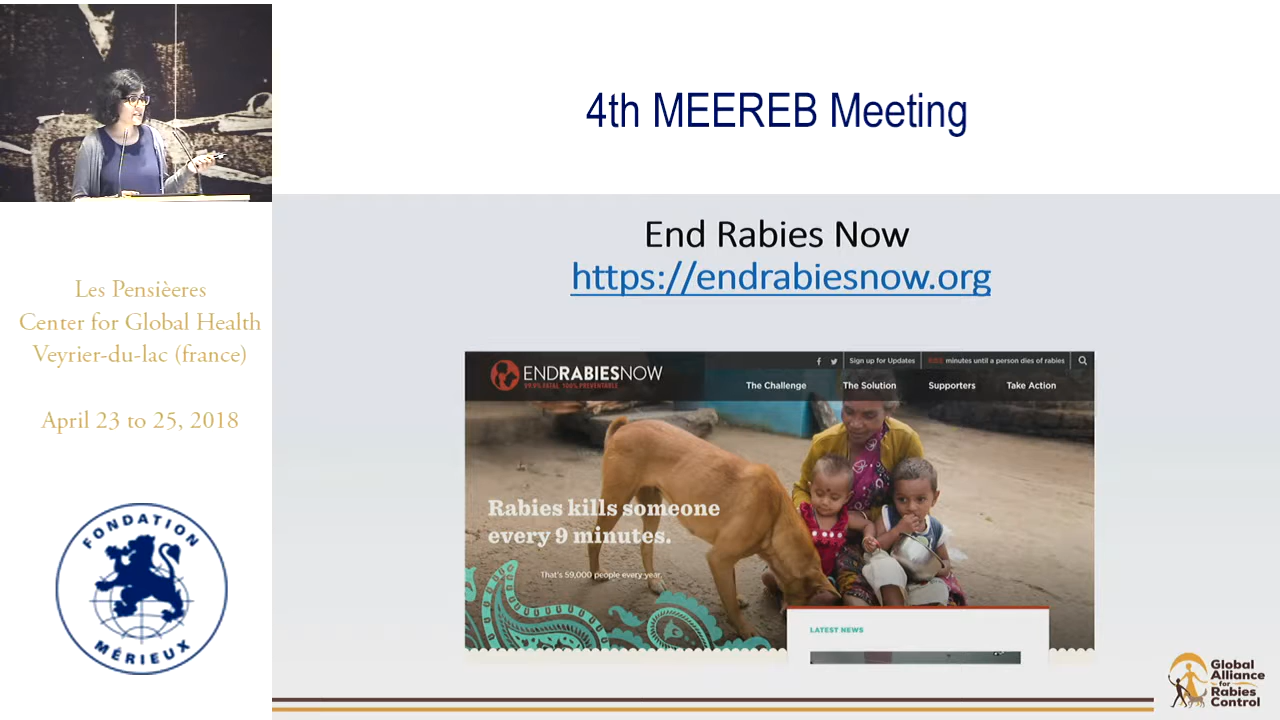 4th MEEREB Meeting
End Rabies Now
https://endrabiesnow.org
Les Pensièeres
Center for Global Health
Veyrier-du-lac (france)
April 23 to 25, 2018
FONDATION
MÉRIEUX
Sign up for Updates
minutes until a person dies of rabies
ENDRABIESNOW
99.9% FATAL. 100% PREVENTABLE
The Challenge
The Solution
Supporters
Take Action
Rabies kills someone
every 9 minutes.
That's 59,000 people every year.
LATEST NEWS
Global
Alliance
for
Rabies
Control